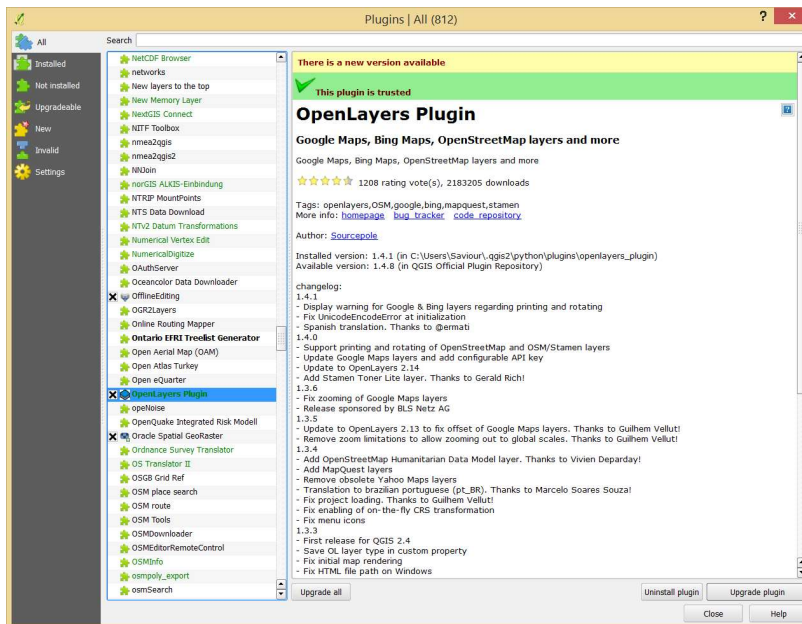 Plugins | All (812)
?
All
Installed
Not installed
Upgradeable
New
Invalid
Settings
Search
NetCDF Browser
networks
New layers to the top
New Memory Layer
NextGIS Connect
NITF Toolbox
nmea2qgis
nmea2qgis2
NNJoin
norGIS ALKIS-Einbindung
NTRIP MountPoints
NTS Data Download
NTv2 Datum Transformations
Numerical Vertex Edit
NumericalDigitize
OAuthServer
Oceancolor Data Downloader
OfflineEditing
OGR2Layers
Online Routing Mapper
Ontario EFRI Treelist Generator
Open Aerial Map (OAM)
Open Atlas Turkey
Open eQuarter
OpenLayers Plugin
opeNoise
OpenQuake Integrated Risk Modell
Oracle Spatial GeoRaster
Ordnance Survey Translator
OS Translator II
OSGB Grid Ref
OSM place search
OSM route
OSM Tools
OSMDownloader
OSMEditorRemoteControl
OSMInfo
osmpoly_export
osmSearch
There is a new version available
This plugin is trusted
OpenLayers Plugin
Google Maps, Bing Maps, OpenStreetMap layers and more
Google Maps, Bing Maps, OpenStreetMap layers and more
1208 rating vote(s), 2183205 downloads
Tags: openlayers,OSM,google,bing,mapquest,stamen
More info: homepage bug tracker code repository
Author: Sourcepole
Installed version: 1.4.1 (in C:\Users\Saviour\.qgis2\python\plugins\openlayers_plugin)
Available version: 1.4.8 (in QGIS Official Plugin Repository)
changelog:
1.4.1
- Display warning for Google & Bing layers regarding printing and rotating
- Fix UnicodeEncodeError at initialization
- Spanish translation. Thanks to @ermati
1.4.0
- Support printing and rotating of OpenStreetMap and OSM/Stamen layers
- Update Google Maps layers and add configurable API key
- Update to OpenLayers 2.14
- Add Stamen Toner Lite layer. Thanks to Gerald Rich!
1.3.6
- Fix zooming of Google Maps layers
- Release sponsored by BLS Netz AG
1.3.5
- Update to OpenLayers 2.13 to fix offset of Google Maps layers. Thanks to Guilhem Vellut!
- Remove zoom limitations to allow zooming out to global scales. Thanks to Guilhem Vellut!
1.3.4
- Add OpenStreetMap Humanitarian Data Model layer. Thanks to Vivien Deparday!
- Add MapQuest layers
- Remove obsolete Yahoo Maps layers
- Translation to brazilian portuguese (pt_BR). Thanks to Marcelo Soares Souza!
- Fix project loading. Thanks to Guilhem Vellut!
- Fix enabling of on-the-fly CRS transformation
- Fix menu icons
1.3.3
- First release for QGIS 2.4
- Save OL layer type in custom property
- Fix initial map rendering
- Fix HTML file path on Windows
Upgrade all
Uninstall plugin
Upgrade plugin
Close
Help